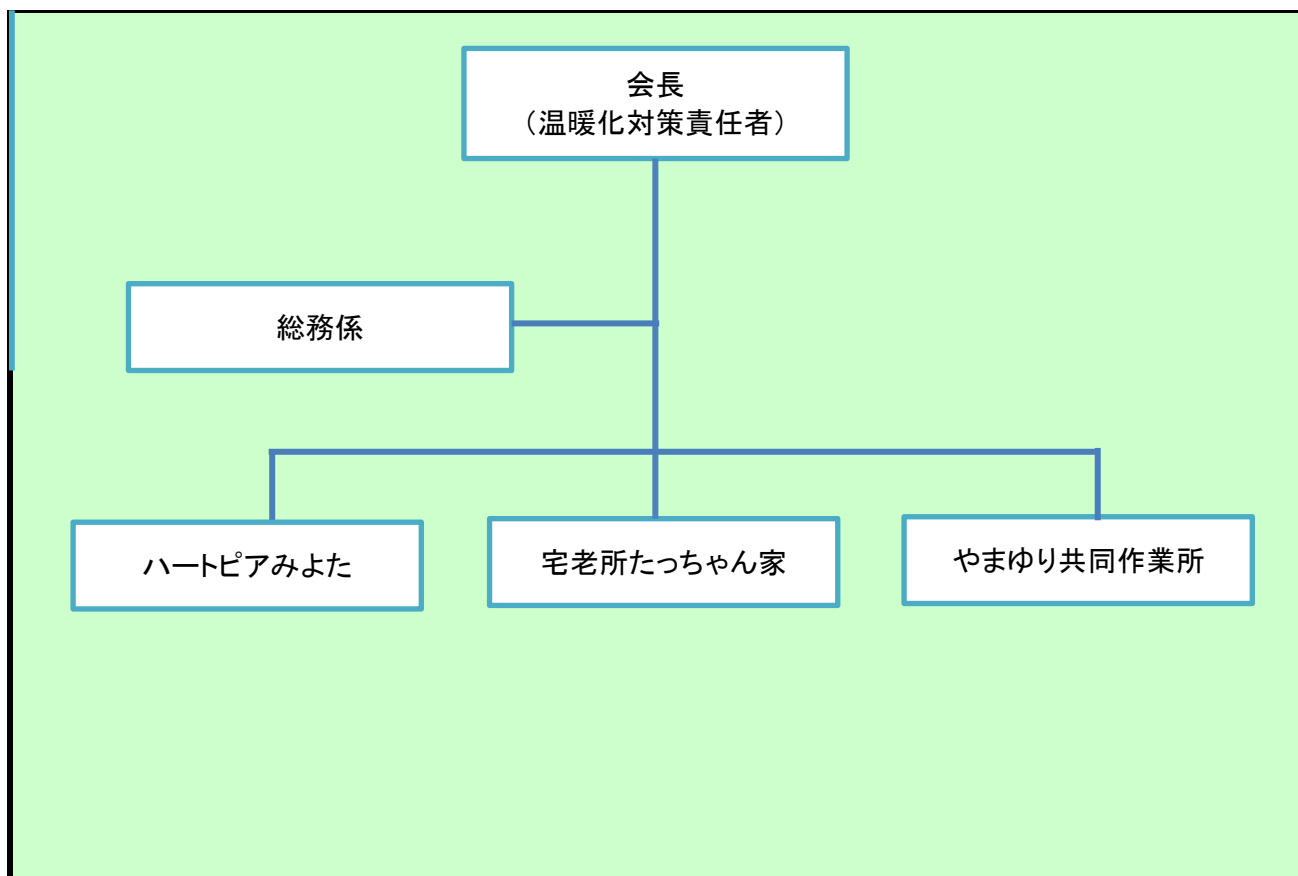 会長
（温暖化対策責任者）
総務係
ハートピアみよた
宅老所たっちゃん家
やまゆり共同作業所